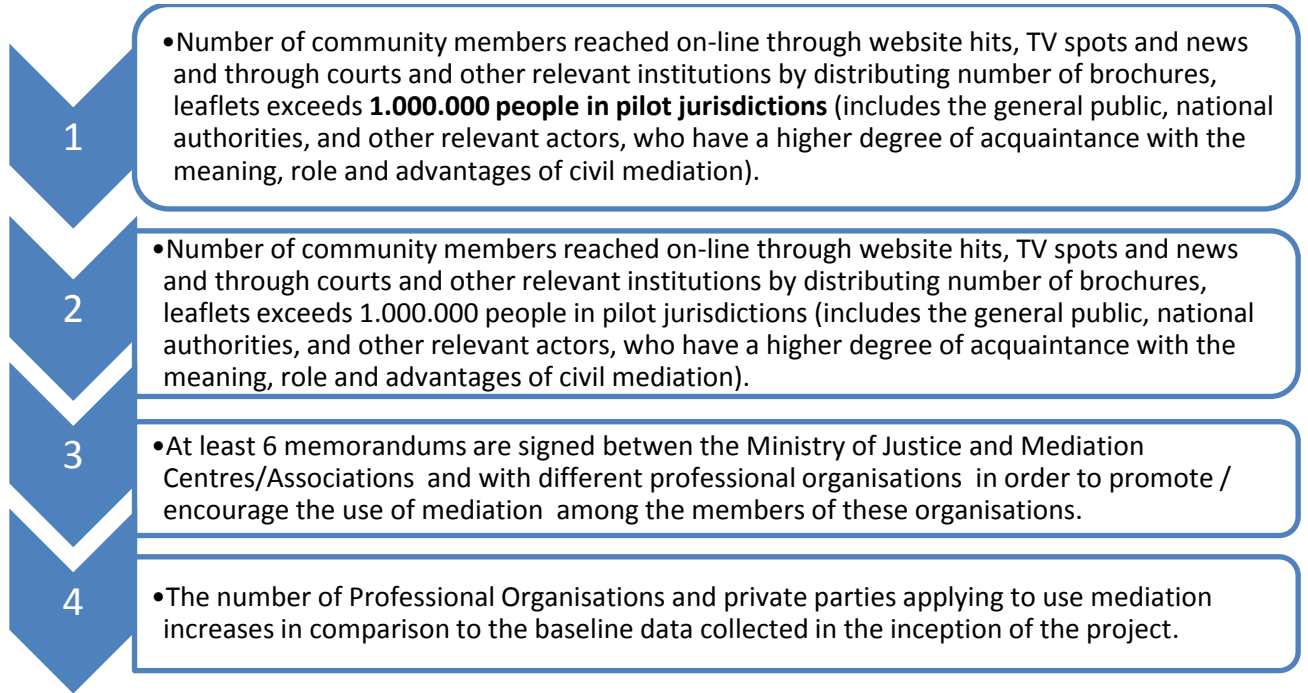 1
•Number of community members reached on-line through website hits, TV spots and news
and through courts and other relevant institutions by distributing number of brochures,
leaflets exceeds 1.000.000 people in pilot jurisdictions (includes the general public, national
authorities, and other relevant actors, who have a higher degree of acquaintance with the
meaning, role and advantages of civil mediation).
2
•Number of community members reached on-line through website hits, TV spots and news
and through courts and other relevant institutions by distributing number of brochures,
leaflets exceeds 1.000.000 people in pilot jurisdictions (includes the general public, national
authorities, and other relevant actors, who have a higher degree of acquaintance with the
meaning, role and advantages of civil mediation).
3
•At least 6 memorandums are signed betwen the Ministry of Justice and Mediation
Centres/Associations and with different professional organisations in order to promote /
encourage the use of mediation among the members of these organisations.
4
•The number of Professional Organisations and private parties applying to use mediation
increases in comparison to the baseline data collected in the inception of the project.